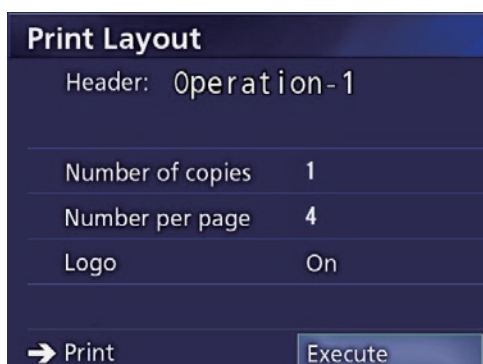 Print Layout
Header: Operation-1
Number of copies 1
Number per page 4
Logo On
→ Print Execute